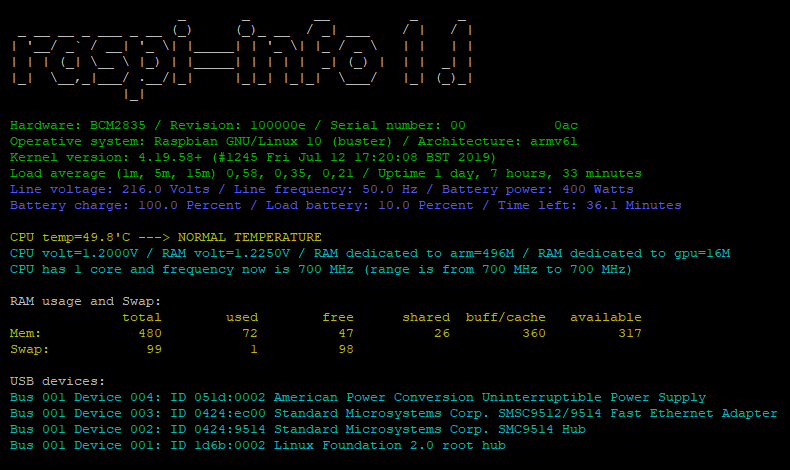 raspi-info 1.1
Hardware: BCM2835 / Revision: 100000e / Serial number: 00 0ac
Operative system: Raspbian GNU/Linux 10 (buster) / Architecture: armv6l
Kernel version: 4.19.58+ (#1245 Fri Jul 12 17:20:08 BST 2019)
Load average (1m, 5m, 15m) 0,58, 0,35, 0,21 / Uptime 1 day, 7 hours, 33 minutes
Line voltage: 216.0 Volts / Line frequency: 50.0 Hz / Battery power: 400 Watts
Battery charge: 100.0 Percent / Load battery: 10.0 Percent / Time left: 36.1 Minutes
CPU temp=49.8'C ---> NORMAL TEMPERATURE
CPU volt=1.2000V / RAM volt=1.2250V / RAM dedicated to arm=496M / RAM dedicated to gpu=16M
CPU has 1 core and frequency now is 700 MHz (range is from 700 MHz to 700 MHz)
RAM usage and Swap:
total used free shared buff/cache available
Mem: 480 72 47 26 360 317
Swap: 99 1 98
USB devices:
Bus 001 Device 004: ID 051d:0002 American Power Conversion Uninterruptible Power Supply
Bus 001 Device 003: ID 0424:ec00 Standard Microsystems Corp. SMSC9512/9514 Fast Ethernet Adapter
Bus 001 Device 002: ID 0424:9514 Standard Microsystems Corp. SMC9514 Hub
Bus 001 Device 001: ID 1d6b:0002 Linux Foundation 2.0 root hub